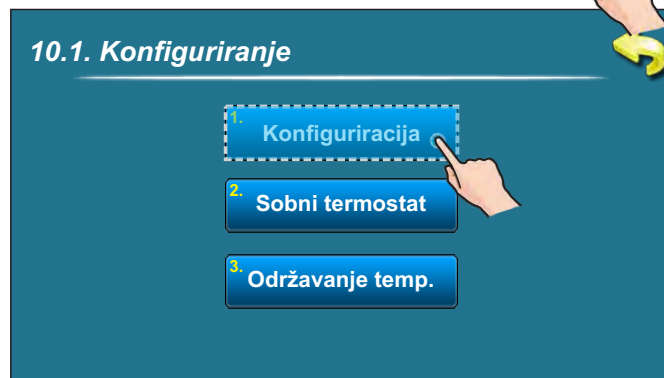 10.1. Konfiguriranje
1. Konfiguriracija
2. Sobni termostat
3. Održavanje temp.